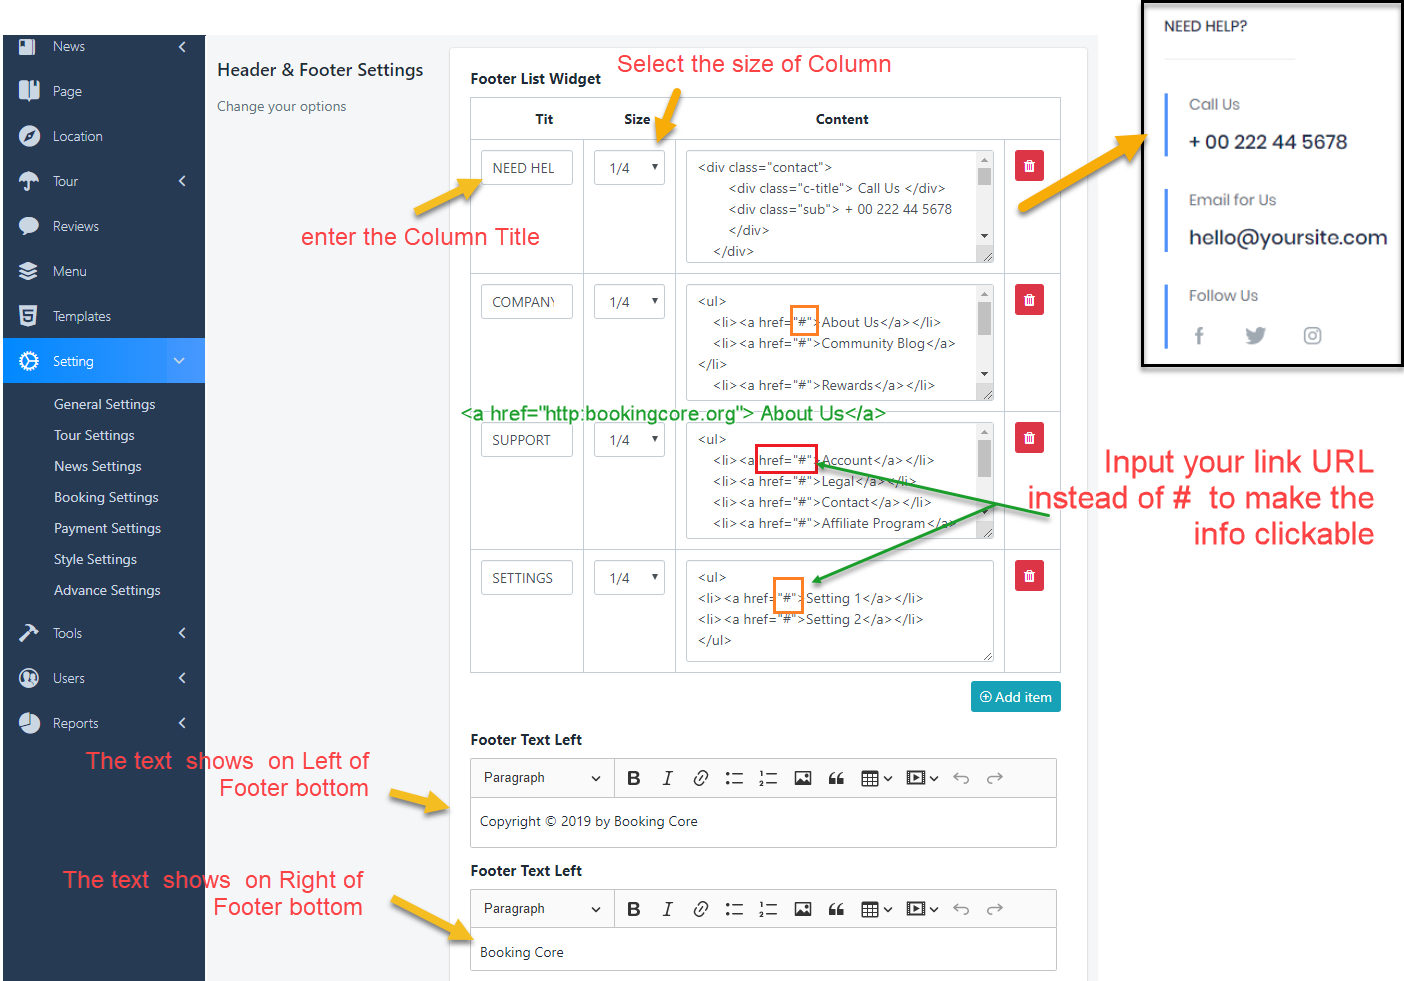 News
Page
Location
Tour
Reviews
Menu
Templates
Setting
General Settings
Tour Settings
News Settings
Booking Settings
Payment Settings
Style Settings
Advance Settings
Tools
Users
Reports
Header & Footer Settings
Change your options
Footer List Widget
Select the size of Column
Tit Size Content
NEED HEL 1/4
<div class="contact">
<div class="c-title"> Call Us </div>
<div class="sub"> + 00 222 44 5678
</div>
</div>
enter the Column Title
COMPANY 1/4
<ul>
<li><a href="#">About Us</a></li>
<li><a href="#">Community Blog</a>
</li>
<li><a href="#">Rewards</a></li>
<a href="http:bookingcore.org"> About Us</a>
SUPPORT 1/4
<ul>
<li><a href="#">Account</a></li>
<li><a href="#">Legal</a></li>
<li><a href="#">Contact</a></li>
<li><a href="#">Affiliate Program</a>
SETTINGS 1/4
<ul>
<li><a href="#">Setting 1</a></li>
<li><a href="#">Setting 2</a></li>
</ul>
Add item
Footer Text Left
The text shows on Left of
Footer bottom
Paragraph
Copyright © 2019 by Booking Core
Footer Text Left
The text shows on Right of
Footer bottom
Paragraph
Booking Core
NEED HELP?
Call Us
+ 00 222 44 5678
Email for Us
hello@yoursite.com
Follow Us
Input your link URL
instead of # to make the
info clickable